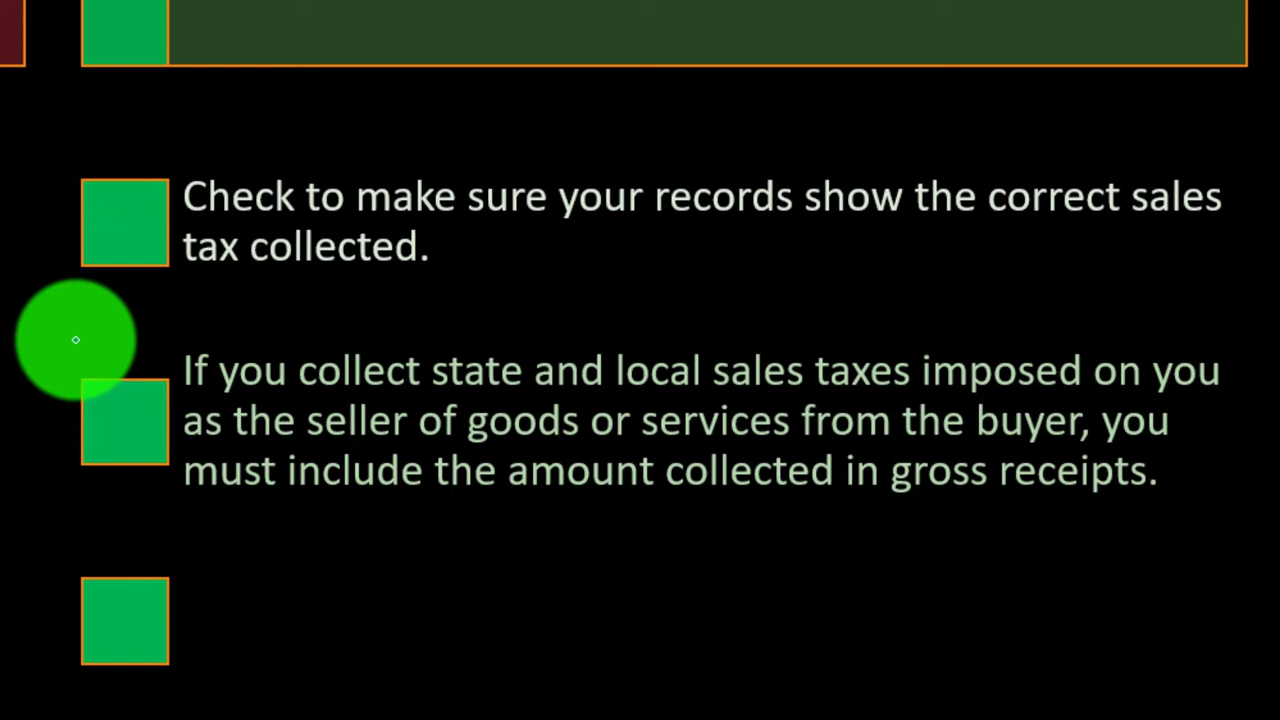 Check to make sure your records show the correct sales
tax collected.
If you collect state and local sales taxes imposed on you
as the seller of goods or services from the buyer, you
must include the amount collected in gross receipts.